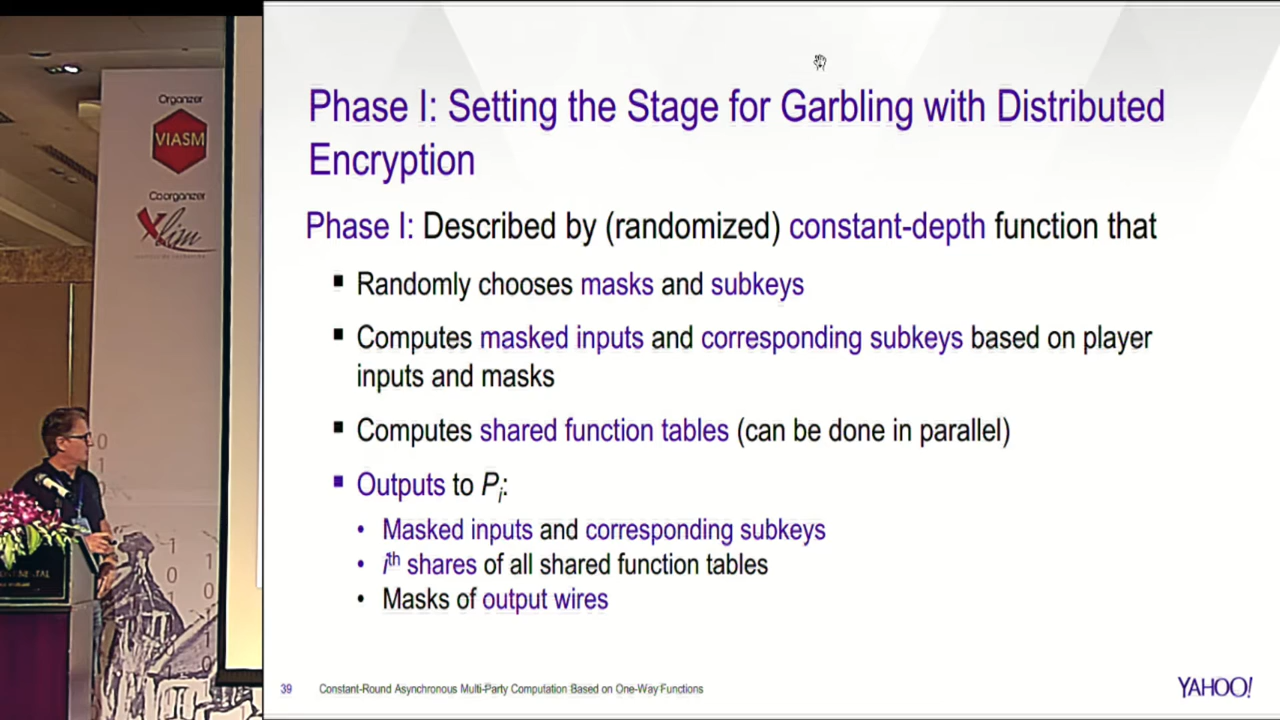 Organizer
VIASM
Coorganizer
Xlim
Phase I: Setting the Stage for Garbling with Distributed
Encryption
Phase I: Described by (randomized) constant-depth function that
▪ Randomly chooses masks and subkeys
▪ Computes masked inputs and corresponding subkeys based on player
inputs and masks
▪ Computes shared function tables (can be done in parallel)
▪ Outputs to Pi:
• Masked inputs and corresponding subkeys
• ith shares of all shared function tables
• Masks of output wires
39 Constant-Round Asynchronous Multi-Party Computation Based on One-Way Functions
YAHOO!